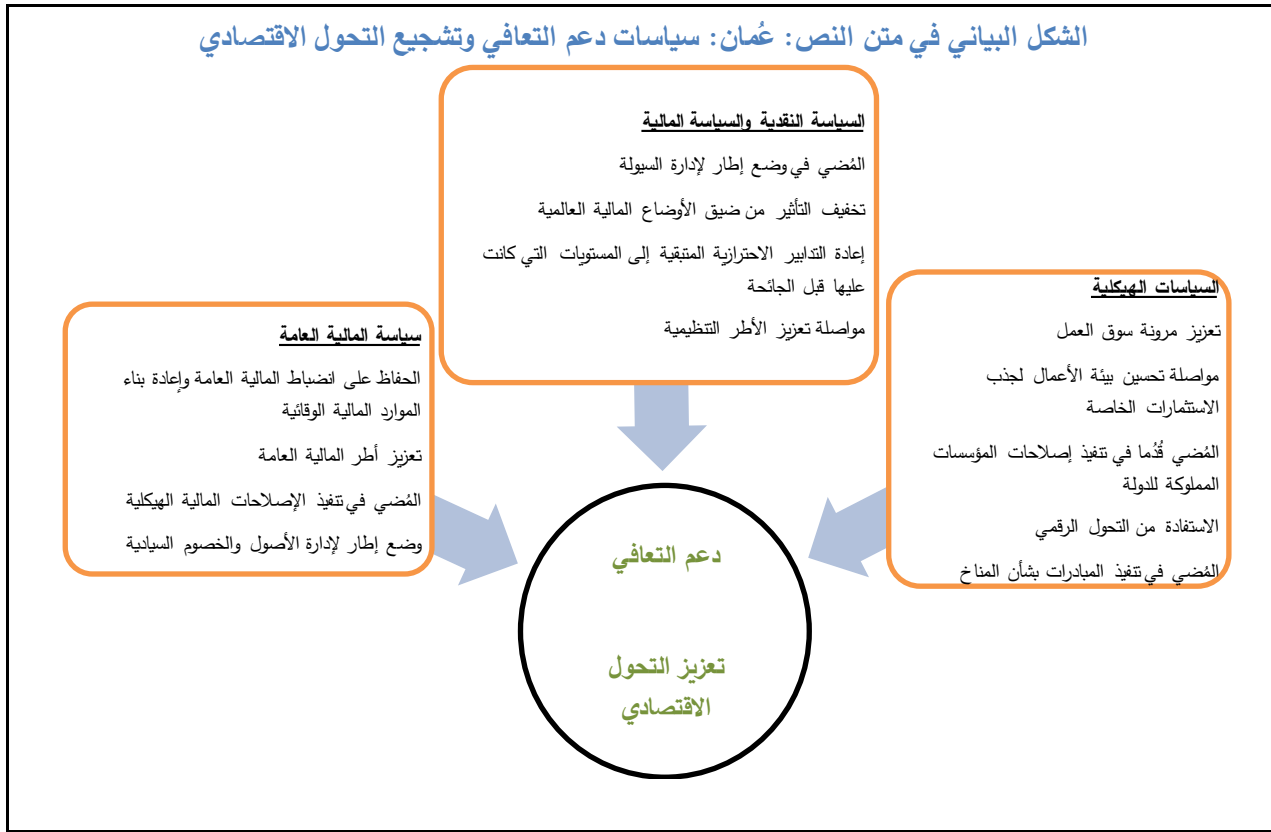 الشكل البياني في متن النص: عُمان: سياسات دعم التعافي وتشجيع التحول الاقتصادي
السياسة النقدية والسياسة المالية
المُضي في وضع إطار لإدارة السيولة
تخفيف التأثير من ضيق الأوضاع المالية العالمية
إعادة التدابير الاحترازية المتبقية إلى المستويات التي كانت
عليها قبل الجائحة
مواصلة تعزيز الأطر التنظيمية
السياسات الهيكلية
تعزيز مرونة سوق العمل
مواصلة تحسين بيئة الأعمال لجذب
الاستثمارات الخاصة
المُضي قُدُما في تنفيذ إصلاحات المؤسسات
المملوكة للدولة
الاستفادة من التحول الرقمي
المُضي في تنفيذ المبادرات بشأن المناخ
سياسة المالية العامة
الحفاظ على انضباط المالية العامة وإعادة بناء
الموارد المالية الوقائية
تعزيز أطر المالية العامة
المُضي في تنفيذ الإصلاحات المالية الهيكلية
وضع إطار لإدارة الأصول والخصوم السيادية
دعم التعافي
تعزيز التحول
الاقتصادي